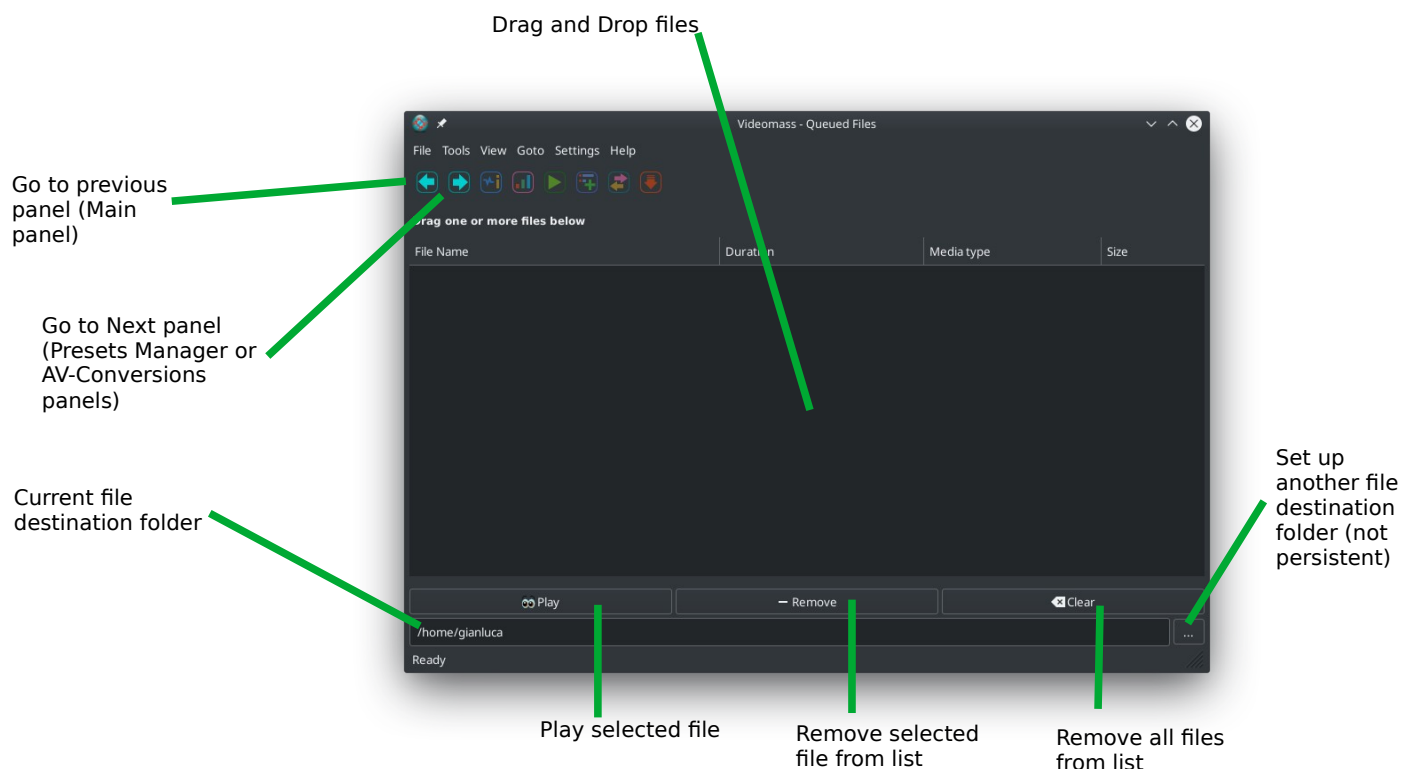 Drag and Drop files
Videomass - Queued Files
File Tools View Goto Settings Help
Go to previous
panel (Main
panel)
Drag one or more files below
File Name Duration Media type Size
Go to Next panel
(Presets Manager or
AV-Conversions
panels)
Set up
another file
destination
folder (not
persistent)
Current file
destination folder
Play Remove Clear
/home/gianluca ...
Ready
Play selected file
Remove selected
file from list
Remove all files
from list